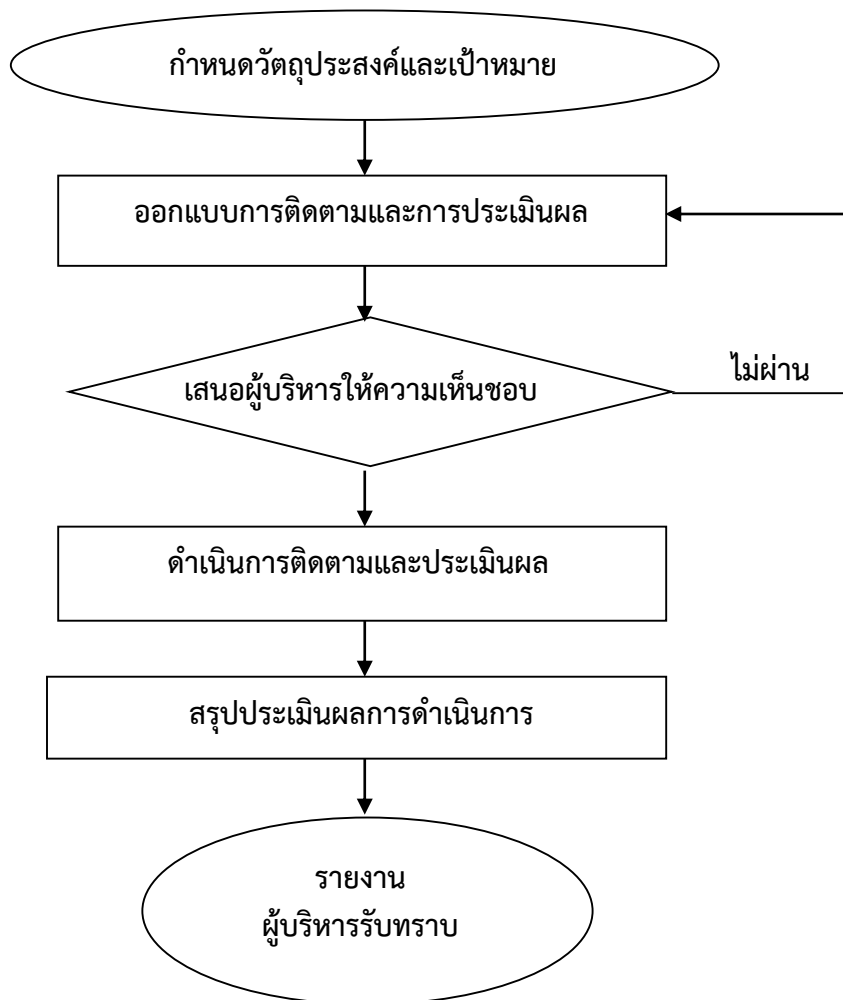 กำหนดวัตถุประสงค์และเป้าหมาย
ออกแบบการติดตามและการประเมินผล
เสนอผู้บริหารให้ความเห็นชอบ
ไม่ผ่าน
ดำเนินการติดตามและประเมินผล
สรุปประเมินผลการดำเนินการ
รายงาน
ผู้บริหารรับทราบ